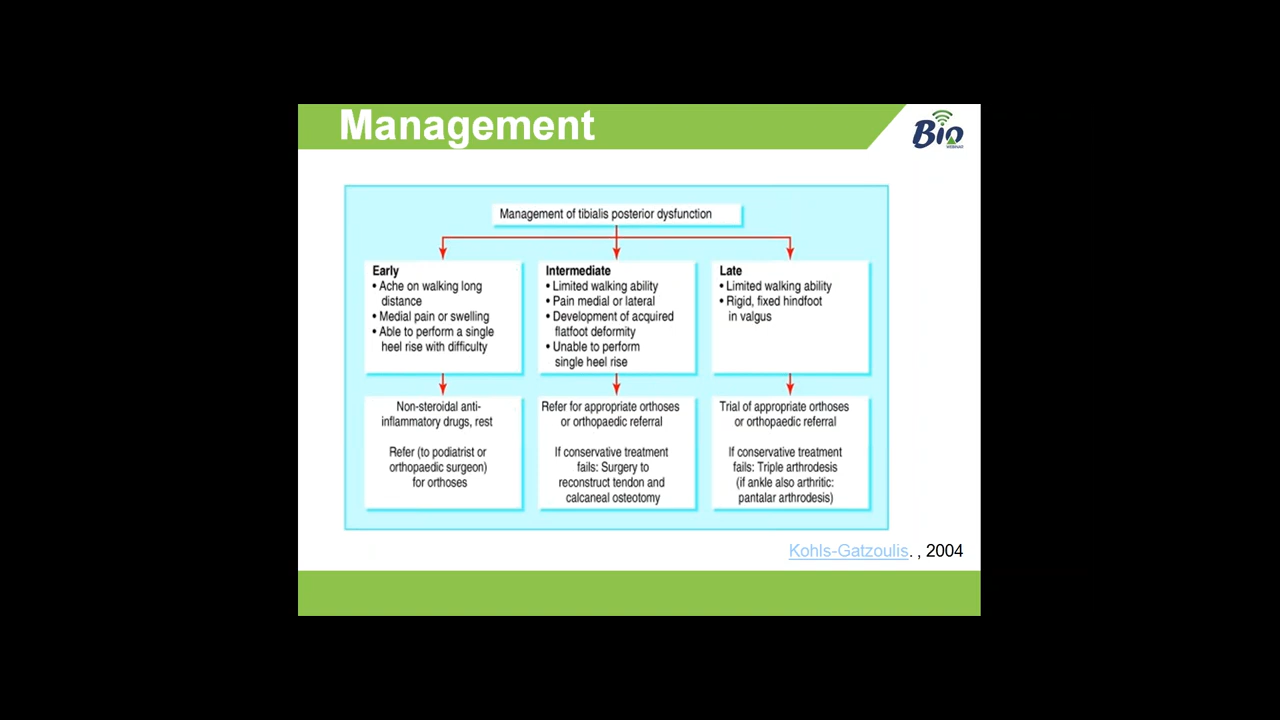 Management
Bio
WEBINAR
Management of tibialis posterior dysfunction
Early
• Ache on walking long
distance
• Medial pain or swelling
• Able to perform a single
heel rise with difficulty
Intermediate
• Limited walking ability
• Pain medial or lateral
• Development of acquired
flatfoot deformity
• Unable to perform
single heel rise
Late
• Limited walking ability
• Rigid, fixed hindfoot
in valgus
Non-steroidal anti-
inflammatory drugs, rest
Refer (to podiatrist or
orthopaedic surgeon)
for orthoses
Refer for appropriate orthoses
or orthopaedic referral
If conservative treatment
fails: Surgery to
reconstruct tendon and
calcaneal osteotomy
Trial of appropriate orthoses
or orthopaedic referral
If conservative treatment
fails: Triple arthrodesis
(if ankle also arthritic:
pantalar arthrodesis)
Kohls-Gatzoulis. , 2004